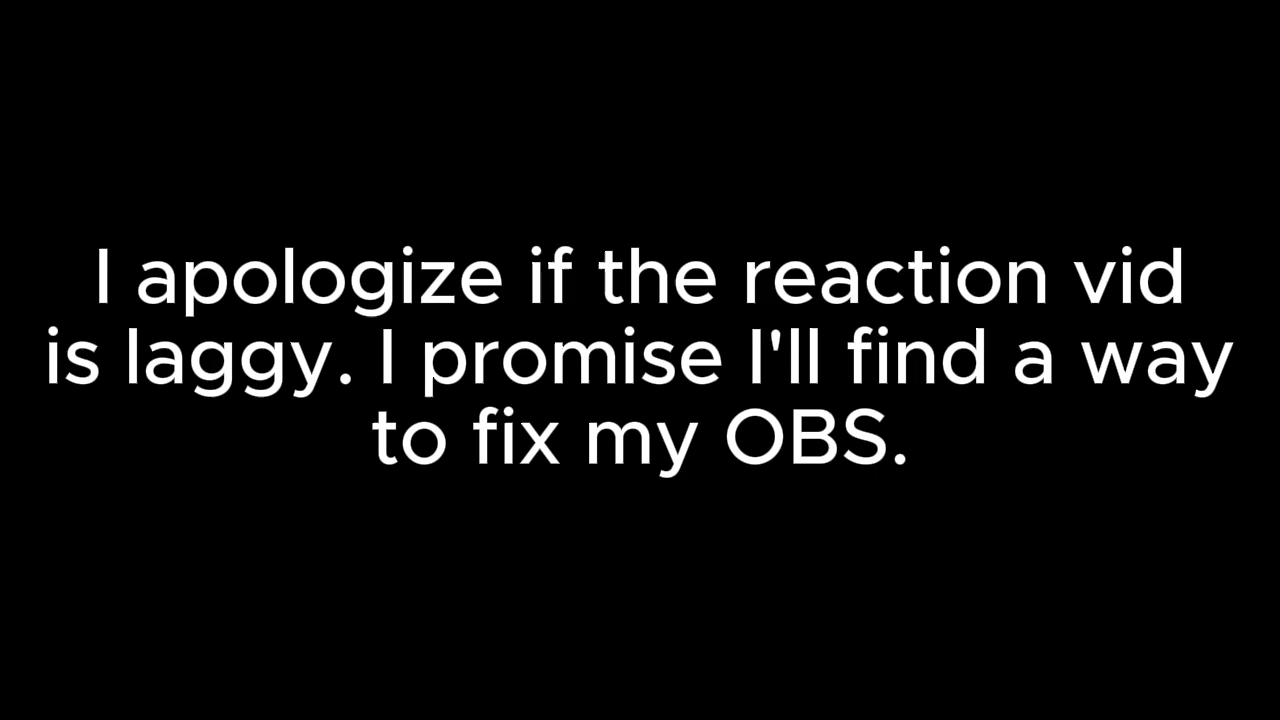 I apologize if the reaction vid
is laggy. I promise I'll find a way
to fix my OBS.